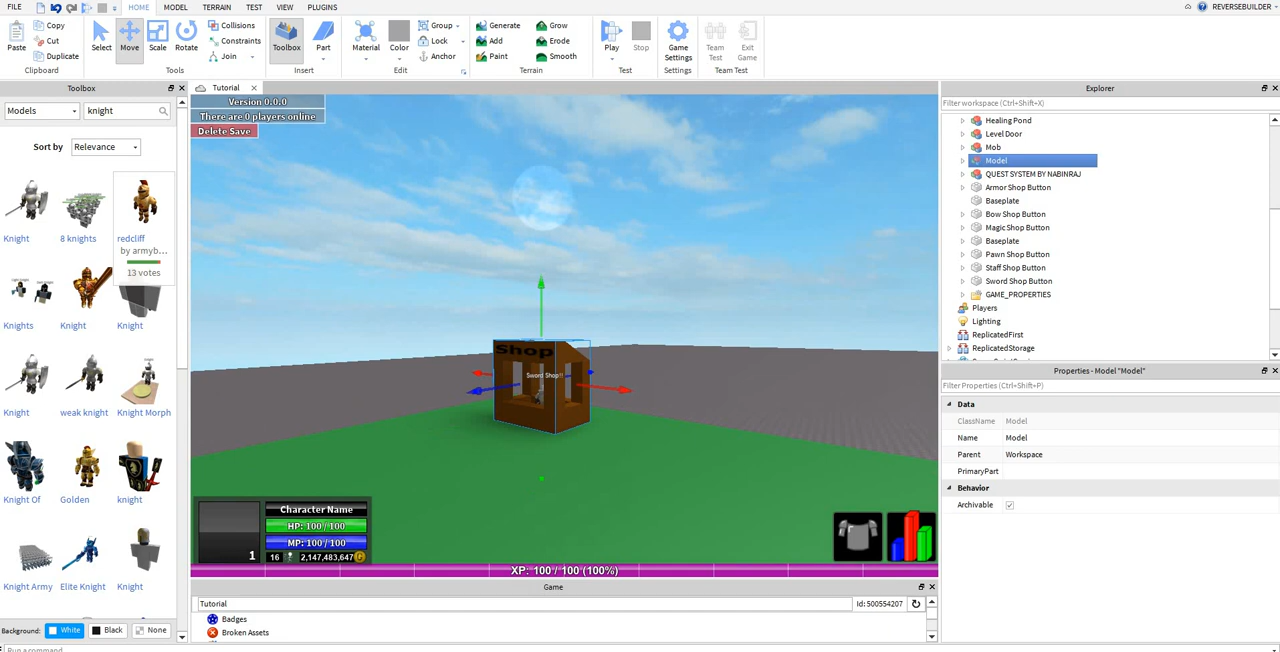 FILE HOME MODEL TERRAIN TEST VIEW PLUGINS ? REVERSEBUILDER
Paste Copy Cut Duplicate Clipboard
Select Move Scale Rotate Collisions Constraints Join Tools
Toolbox Part Insert
Material Color Group Lock Anchor Edit
Generate Add Paint Grow Erode Smooth Terrain
Play Stop Test
Game Settings Settings
Team Test Exit Game Team Test
Toolbox
Models knight
Sort by Relevance
Knight 8 knights redcliff
by armyb...
13 votes
Knights Knight Knight
Knight weak knight Knight Morph
Knight Of Golden knight
Knight Army Elite Knight Knight
Background: White Black None
Run a command
Tutorial
Version 0.0.0
There are 0 players online
Delete Save
Shop
Sword Shop!!
Character Name
HP: 100 / 100
MP: 100 / 100
1 16 2,147,483,647 G
XP: 100 / 100 (100%)
Game
Tutorial Id: 500554207
Badges
Broken Assets
Explorer
Filter workspace (Ctrl+Shift+X)
Healing Pond
Level Door
Mob
Model
QUEST SYSTEM BY NABINRAJ
Armor Shop Button
Baseplate
Bow Shop Button
Magic Shop Button
Baseplate
Pawn Shop Button
Staff Shop Button
Sword Shop Button
GAME_PROPERTIES
Players
Lighting
ReplicatedFirst
ReplicatedStorage
Properties - Model "Model"
Filter Properties (Ctrl+Shift+P)
Data
ClassName Model
Name Model
Parent Workspace
PrimaryPart
Behavior
Archivable